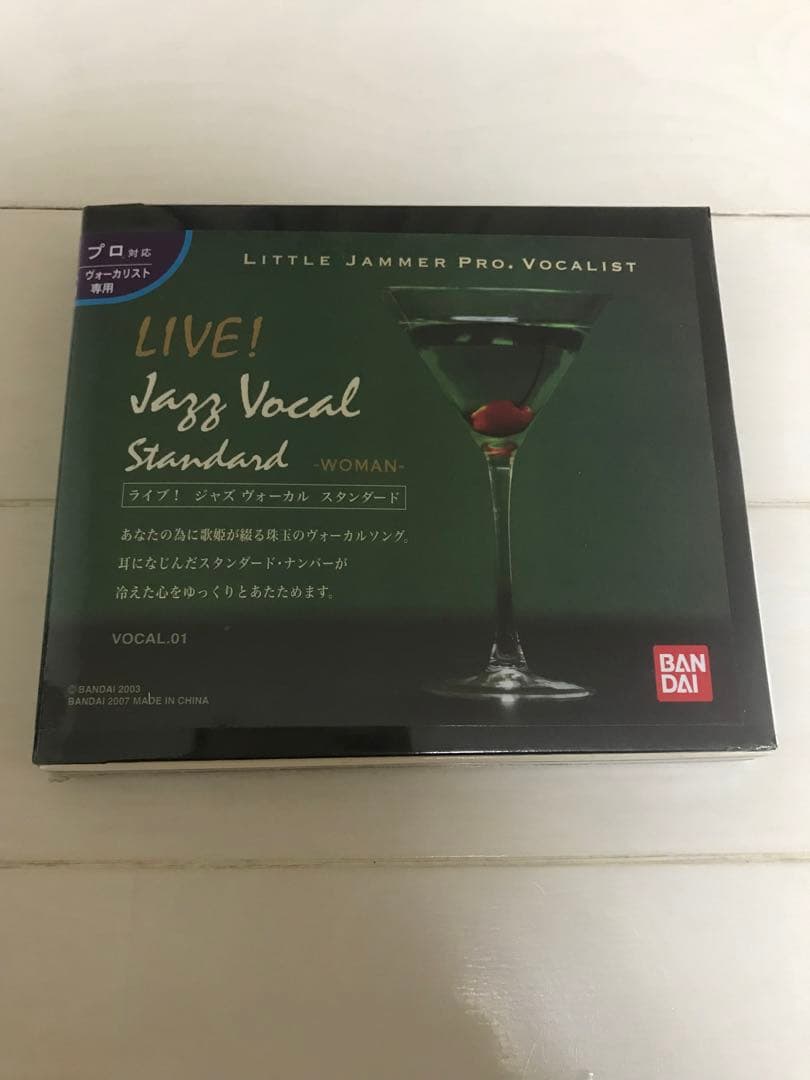 プロ対応
ヴォーカリスト
専用
LITTLE JAMMER PRO. VOCALIST
LIVE!
Jazz Vocal
Standard -WOMAN-
ライブ! ジャズ ヴォーカル スタンダード
あなたの為に歌姫が綴る珠玉のヴォーカルソング。
耳になじんだスタンダード・ナンバーが
冷えた心をゆっくりとあたためます。
VOCAL.01
© BANDAI 2003
BANDAI 2007 MADE IN CHINA
BAN
DAI